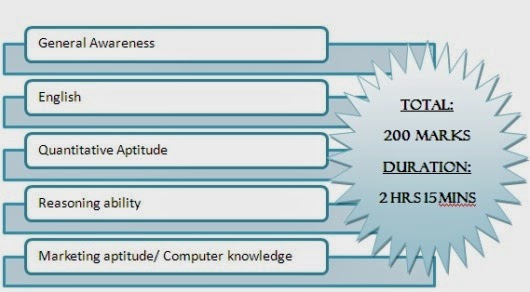 General Awareness
English
Quantitative Aptitude
Reasoning ability
Marketing aptitude/ Computer knowledge
TOTAL:
200 MARKS
DURATION:
2 HRS 15 MINS